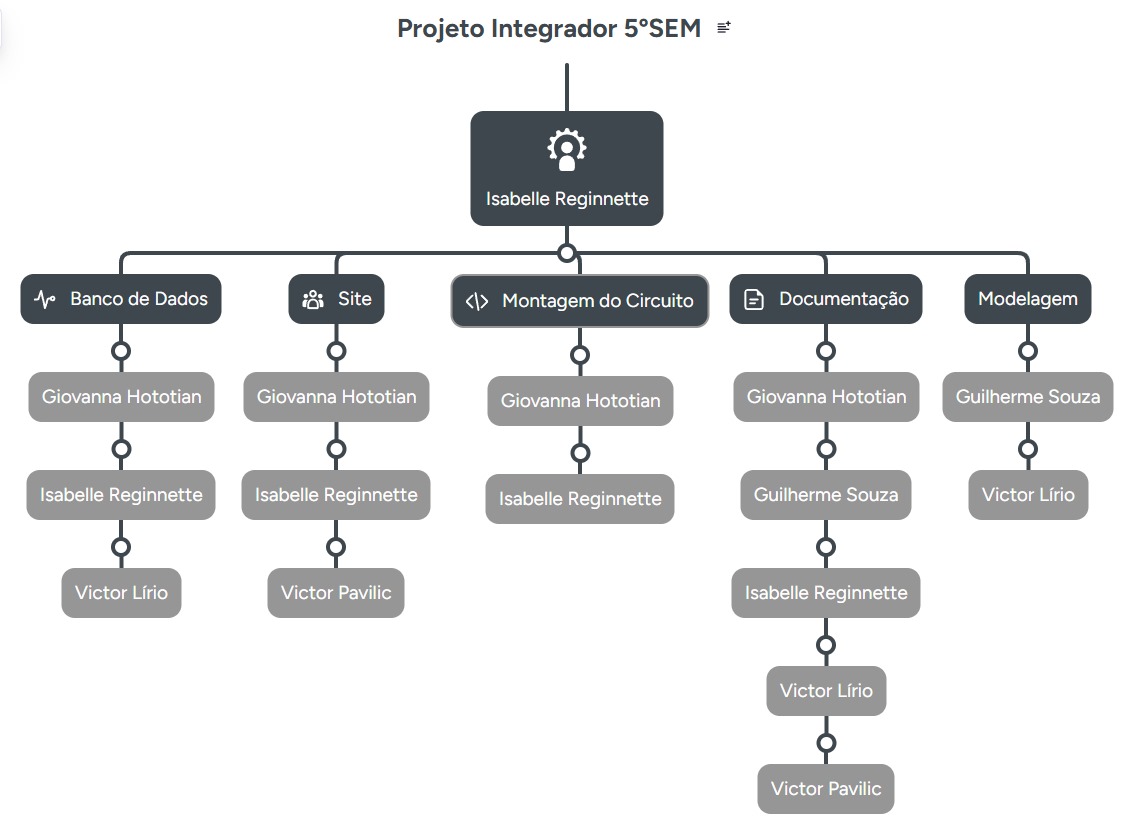 Projeto Integrador 5°SEM
Isabelle Reginnette
Banco de Dados
Giovanna Hototian
Isabelle Reginnette
Victor Lírio
Site
Giovanna Hototian
Isabelle Reginnette
Victor Pavilic
Montagem do Circuito
Giovanna Hototian
Isabelle Reginnette
Documentação
Giovanna Hototian
Guilherme Souza
Isabelle Reginnette
Victor Lírio
Victor Pavilic
Modelagem
Guilherme Souza
Victor Lírio